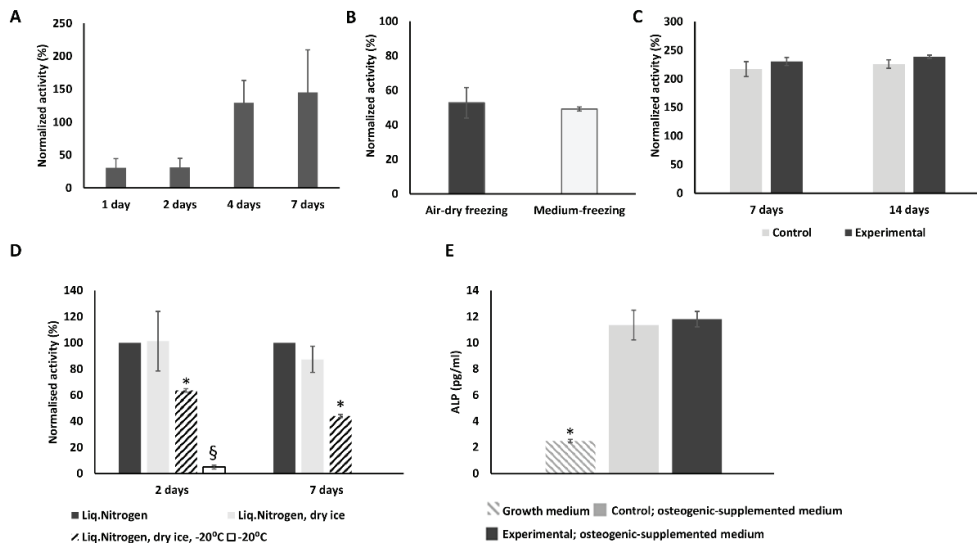 A
Normalized activity (%)
250
200
150
100
50
0
1 day 2 days 4 days 7 days
B
Normalized activity (%)
100
80
60
40
20
0
Air-dry freezing Medium-freezing
C
Normalized activity (%)
300
250
200
150
100
50
0
7 days 14 days
Control Experimental
D
Normalised activity (%)
140
120
100
80
60
40
20
0
* § *
2 days 7 days
Liq.Nitrogen Liq.Nitrogen, dry ice
Liq.Nitrogen, dry ice, -20⁰C -20⁰C
E
ALP (pg/ml)
14
12
10
8
6
4
2
0
*
Growth medium Control; osteogenic-supplemented medium
Experimental; osteogenic-supplemented medium